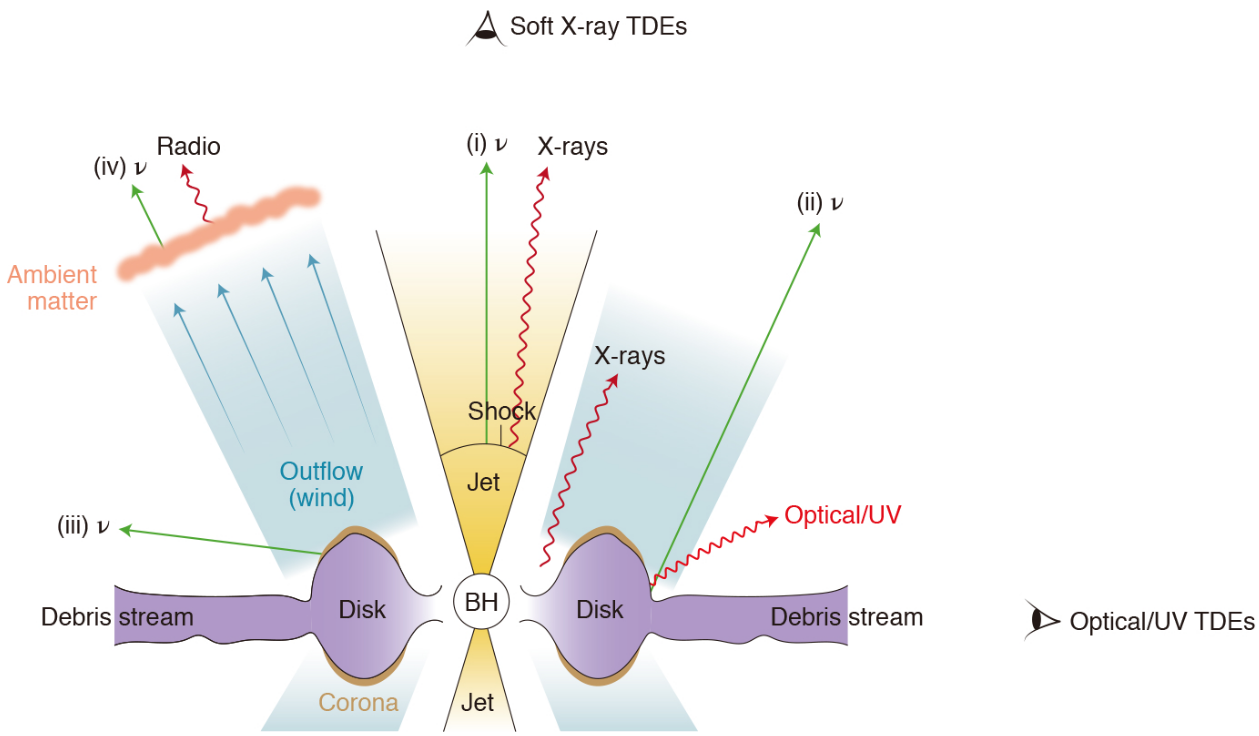 Soft X-ray TDEs
Radio
(iv) ν
(i) ν
X-rays
(ii) ν
Ambient
matter
X-rays
Shock
Outflow
(wind)
Jet
(iii) ν
Optical/UV
Debris stream
Disk
BH
Disk
Debris stream
Optical/UV TDEs
Corona
Jet